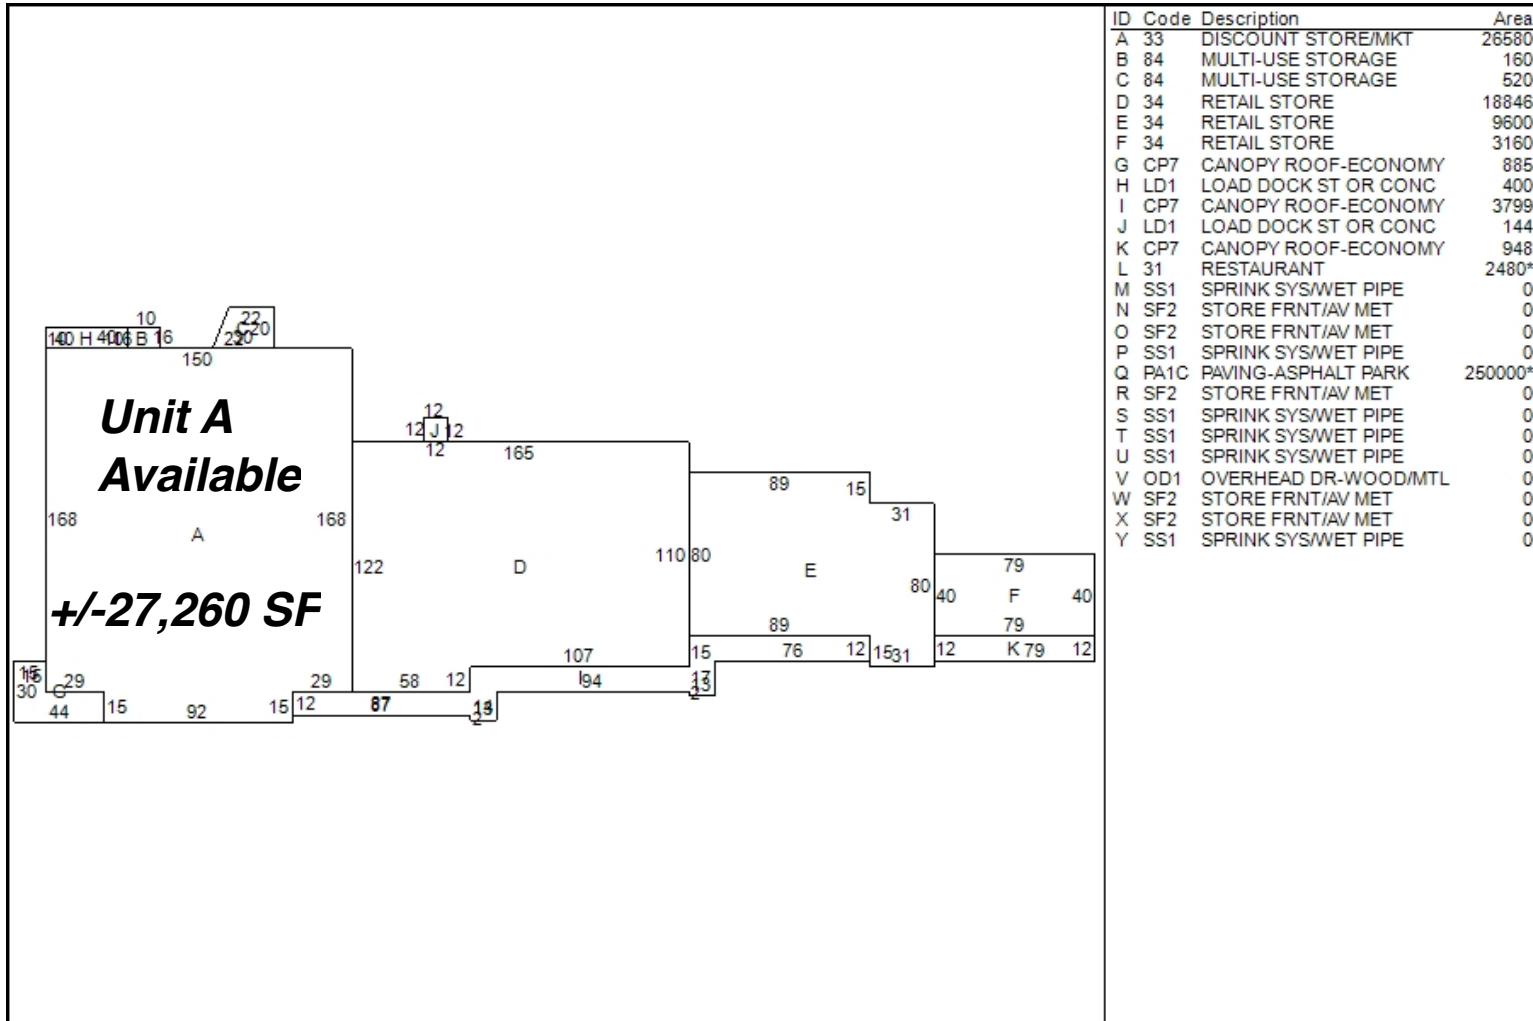 ID Code Description Area
A 33 DISCOUNT STORE/MKT 26580
B 84 MULTI-USE STORAGE 160
C 84 MULTI-USE STORAGE 520
D 34 RETAIL STORE 18846
E 34 RETAIL STORE 9600
F 34 RETAIL STORE 3160
G CP7 CANOPY ROOF-ECONOMY 885
H LD1 LOAD DOCK ST OR CONC 400
I CP7 CANOPY ROOF-ECONOMY 3799
J LD1 LOAD DOCK ST OR CONC 144
K CP7 CANOPY ROOF-ECONOMY 948
L 31 RESTAURANT 2480*
M SS1 SPRINK SYS/WET PIPE 0
N SF2 STORE FRNT/AV MET 0
O SF2 STORE FRNT/AV MET 0
P SS1 SPRINK SYS/WET PIPE 0
Q PA1C PAVING-ASPHALT PARK 250000*
R SF2 STORE FRNT/AV MET 0
S SS1 SPRINK SYS/WET PIPE 0
T SS1 SPRINK SYS/WET PIPE 0
U SS1 SPRINK SYS/WET PIPE 0
V OD1 OVERHEAD DR-WOOD/MTL 0
W SF2 STORE FRNT/AV MET 0
X SF2 STORE FRNT/AV MET 0
Y SS1 SPRINK SYS/WET PIPE 0
10 22
H B 16 20
150
Unit A
Available
12
12 J 12
12 165
89 15
31
168 168
A
122 D 110 80 E 80
79
40 F 40
+/-27,260 SF
89 79
107 15 76 12 15 31 12 K 79 12
29 29 58 12 I 94
30 G
44 15 92 15 12